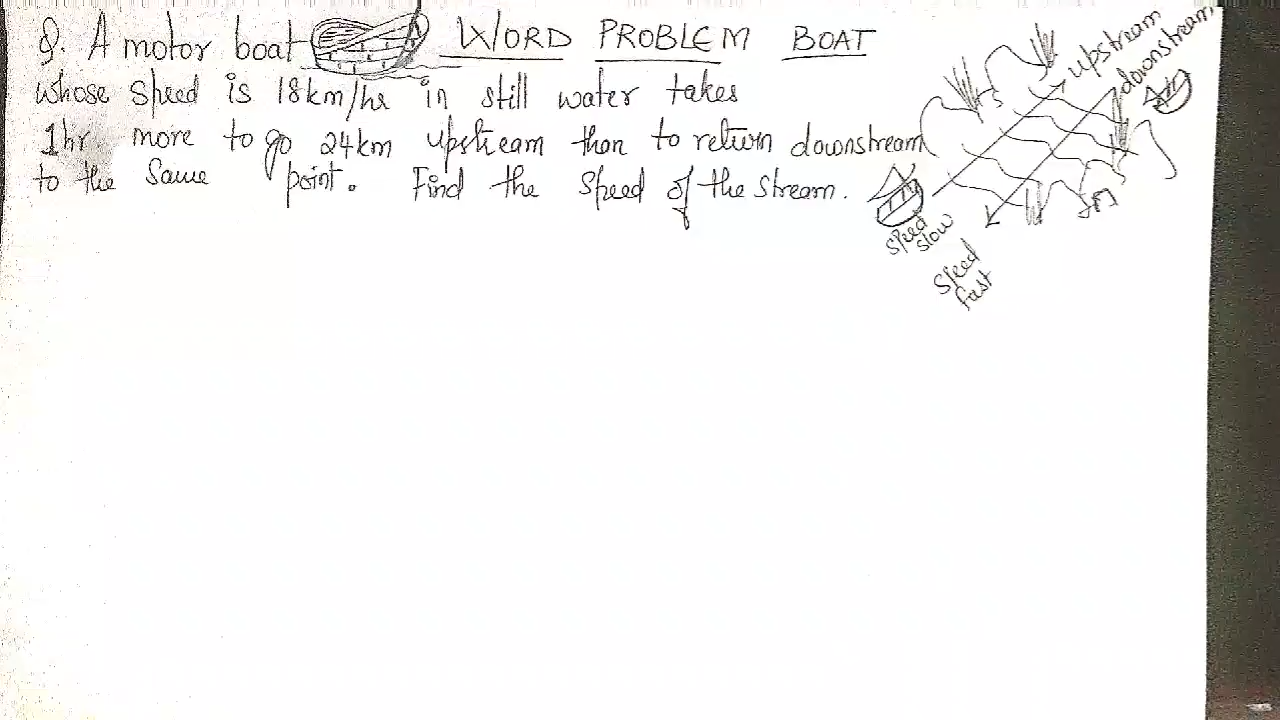 Q. A motor boat WORD PROBLEM BOAT
whose speed is 18km/hr in still water takes
1hr more to go 24km upstream than to return downstream
to the same point. Find the speed of the stream.
upstream
downstream
speed
slow
speed
fast